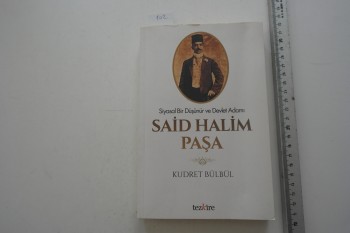 Siyasal Bir Düşünür ve Devlet Adamı
SAİD HALİM
PAŞA
KUDRET BÜLBÜL
tezkire